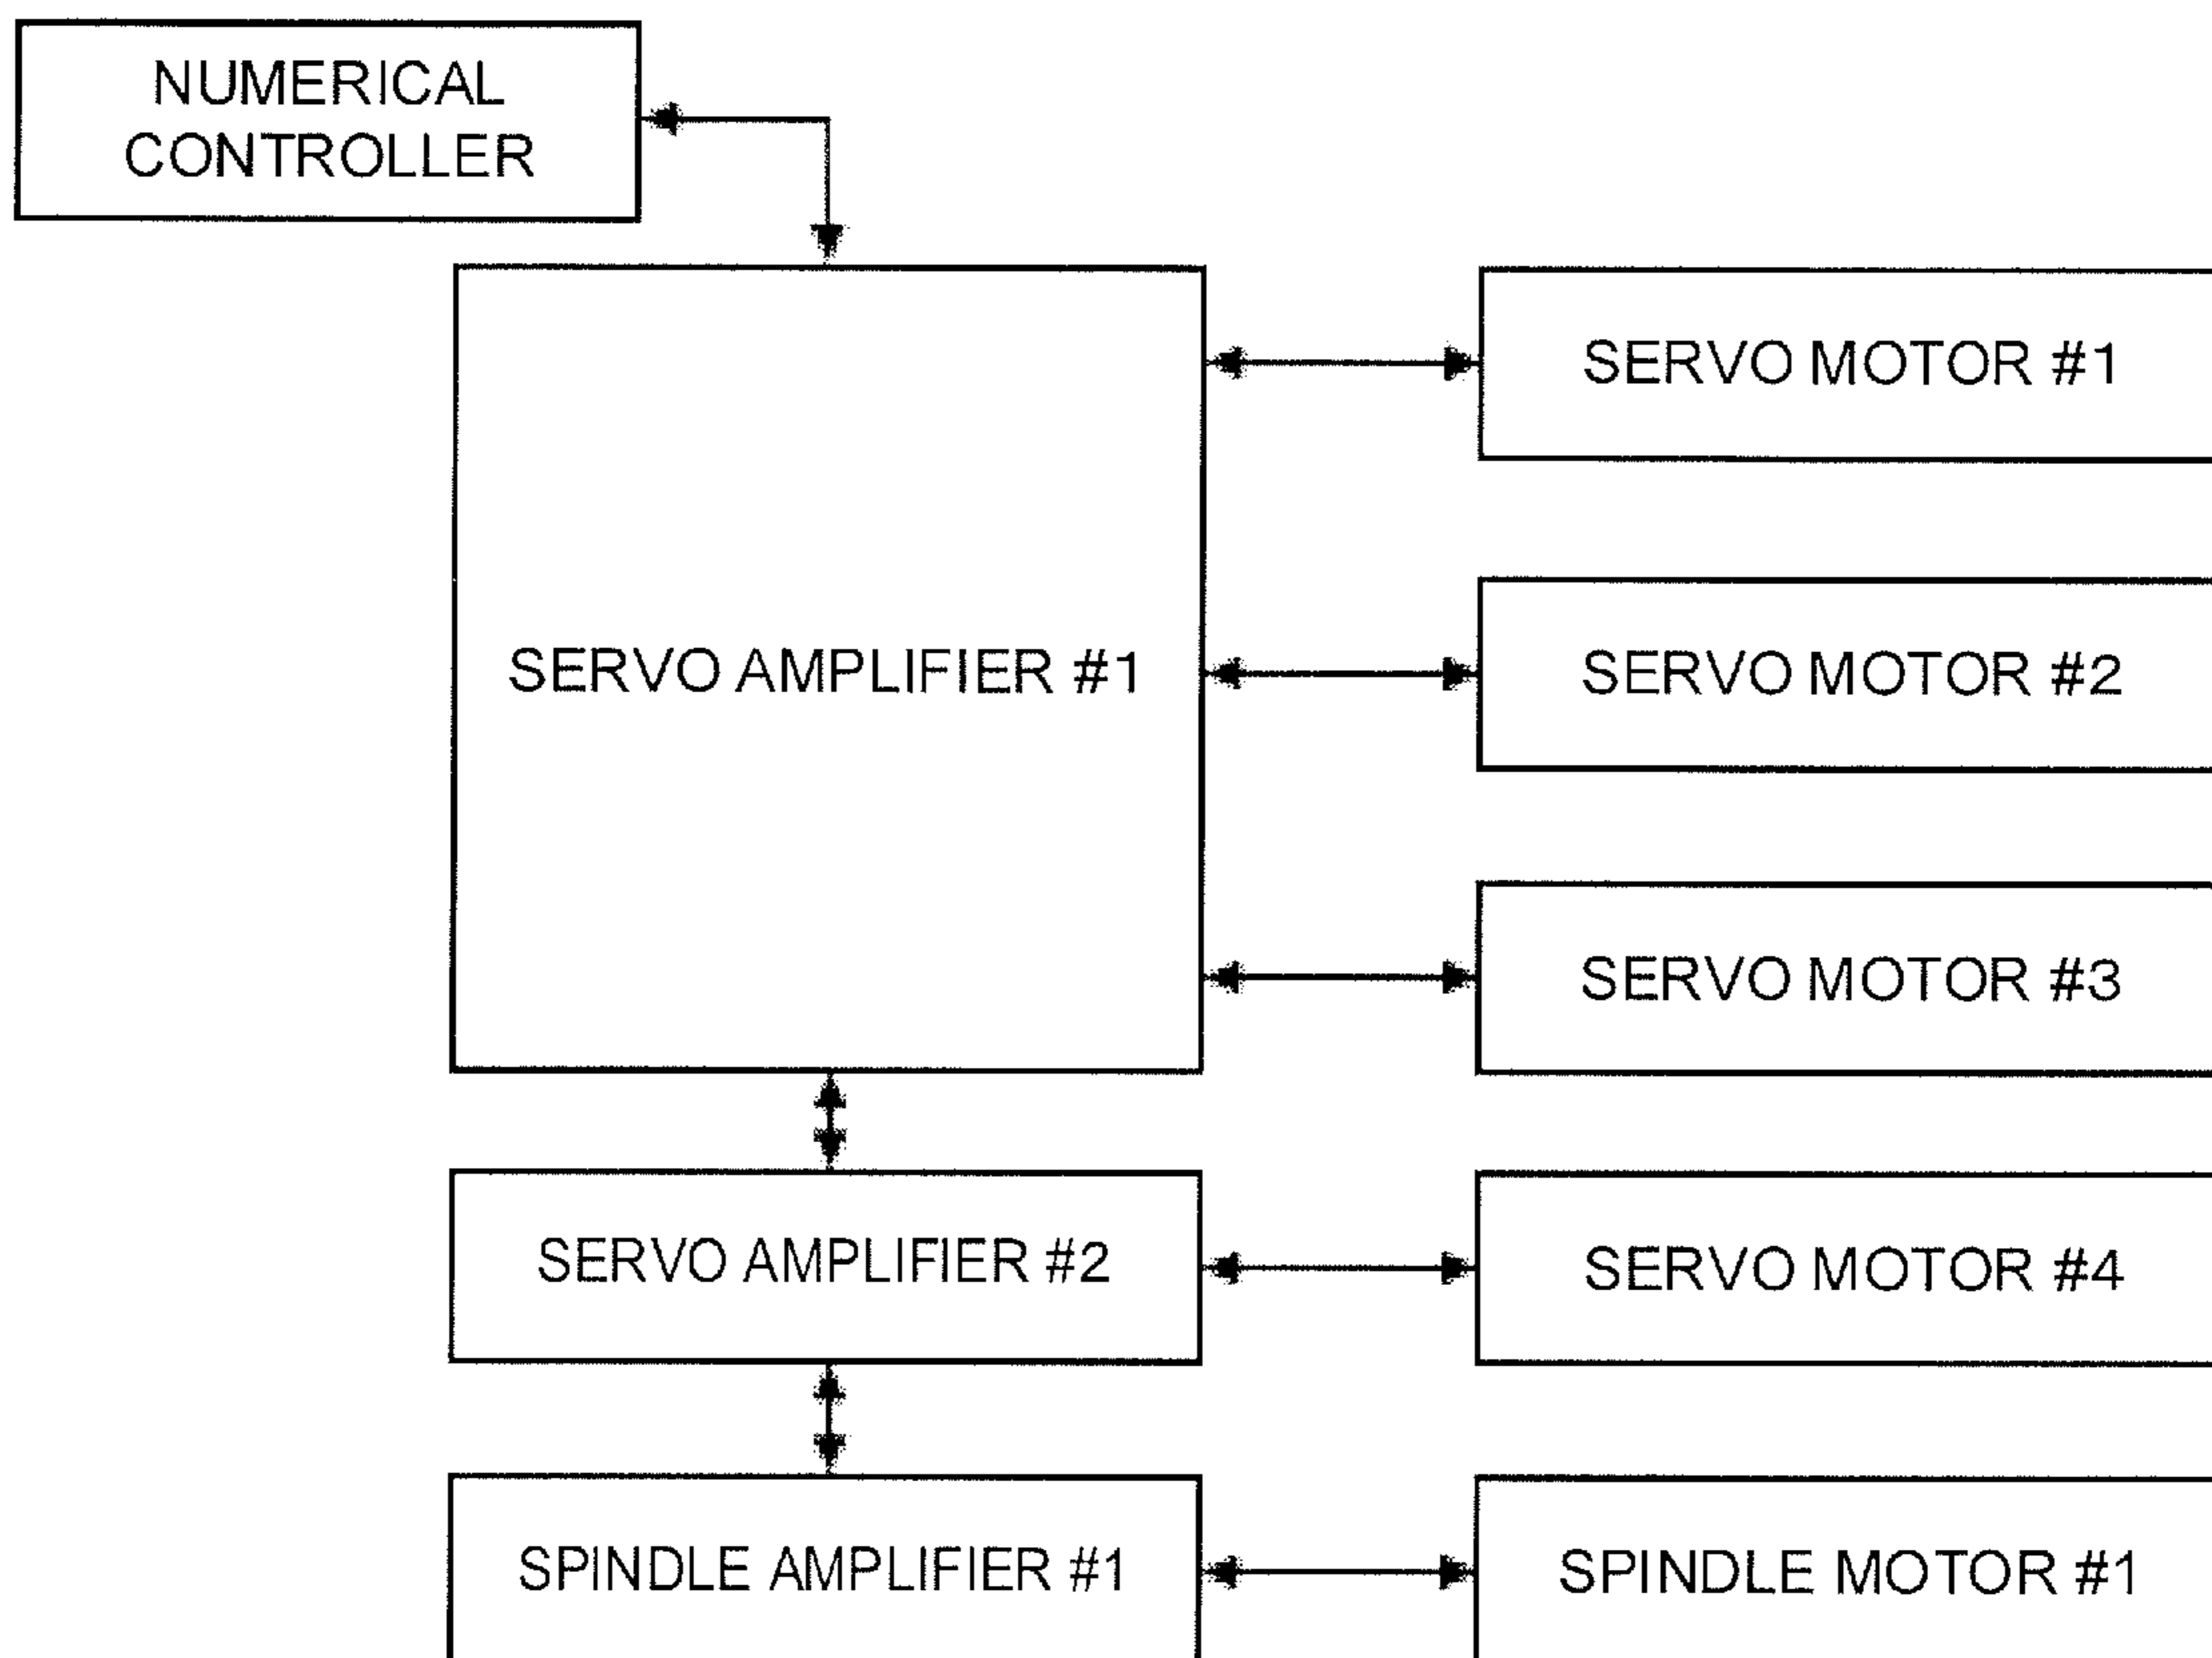 NUMERICAL
CONTROLLER
SERVO AMPLIFIER #1
SERVO MOTOR #1
SERVO MOTOR #2
SERVO MOTOR #3
SERVO AMPLIFIER #2
SERVO MOTOR #4
SPINDLE AMPLIFIER #1
SPINDLE MOTOR #1